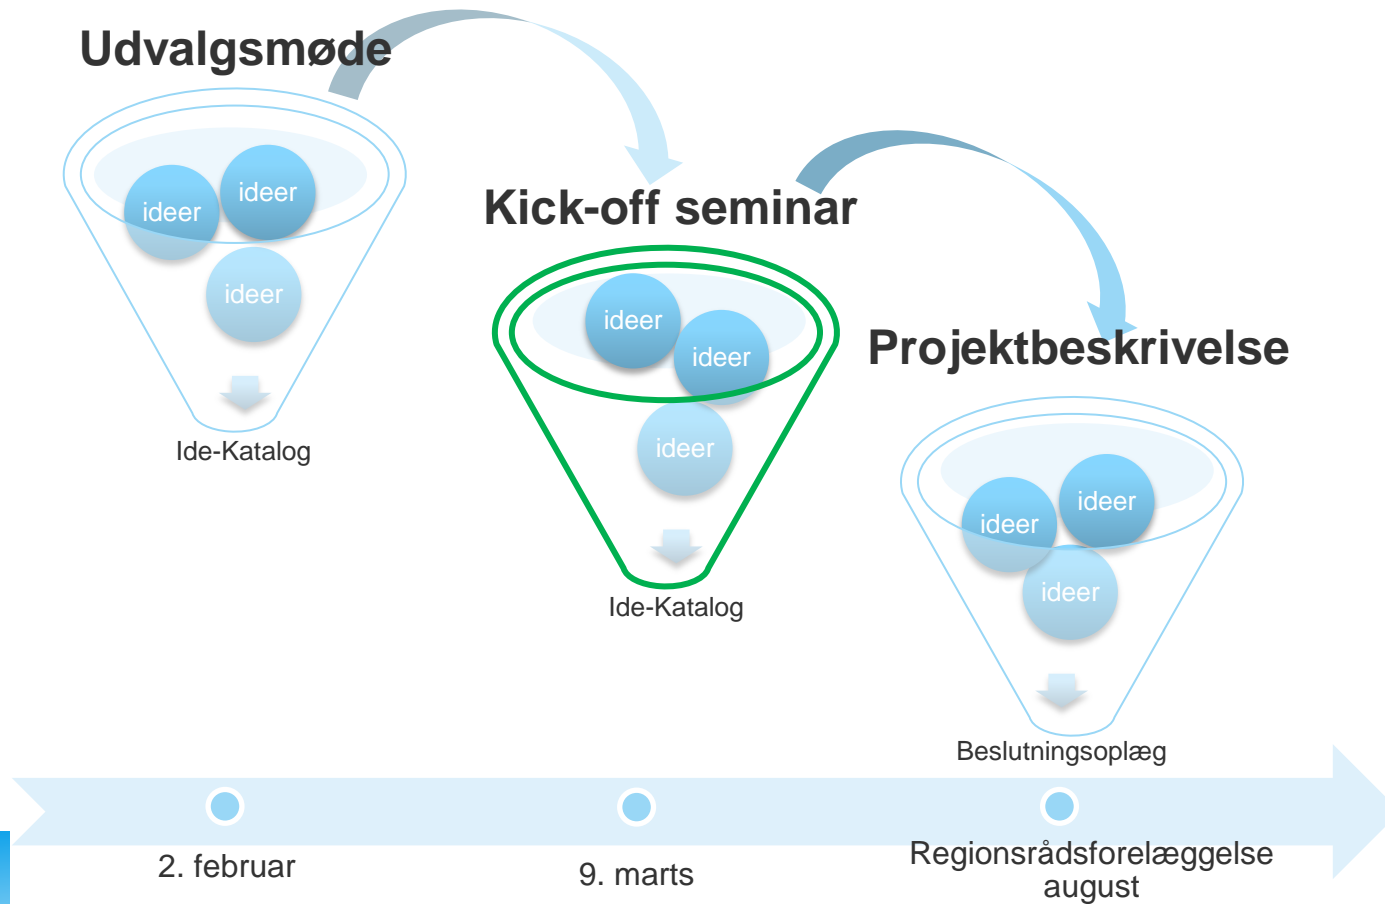 Udvalgsmøde
ideer
ideer
ideer
Ide-Katalog
Kick-off seminar
ideer
ideer
ideer
Ide-Katalog
Projektbeskrivelse
ideer
ideer
ideer
Beslutningsoplæg
2. februar
9. marts
Regionsrådsforelæggelse
august